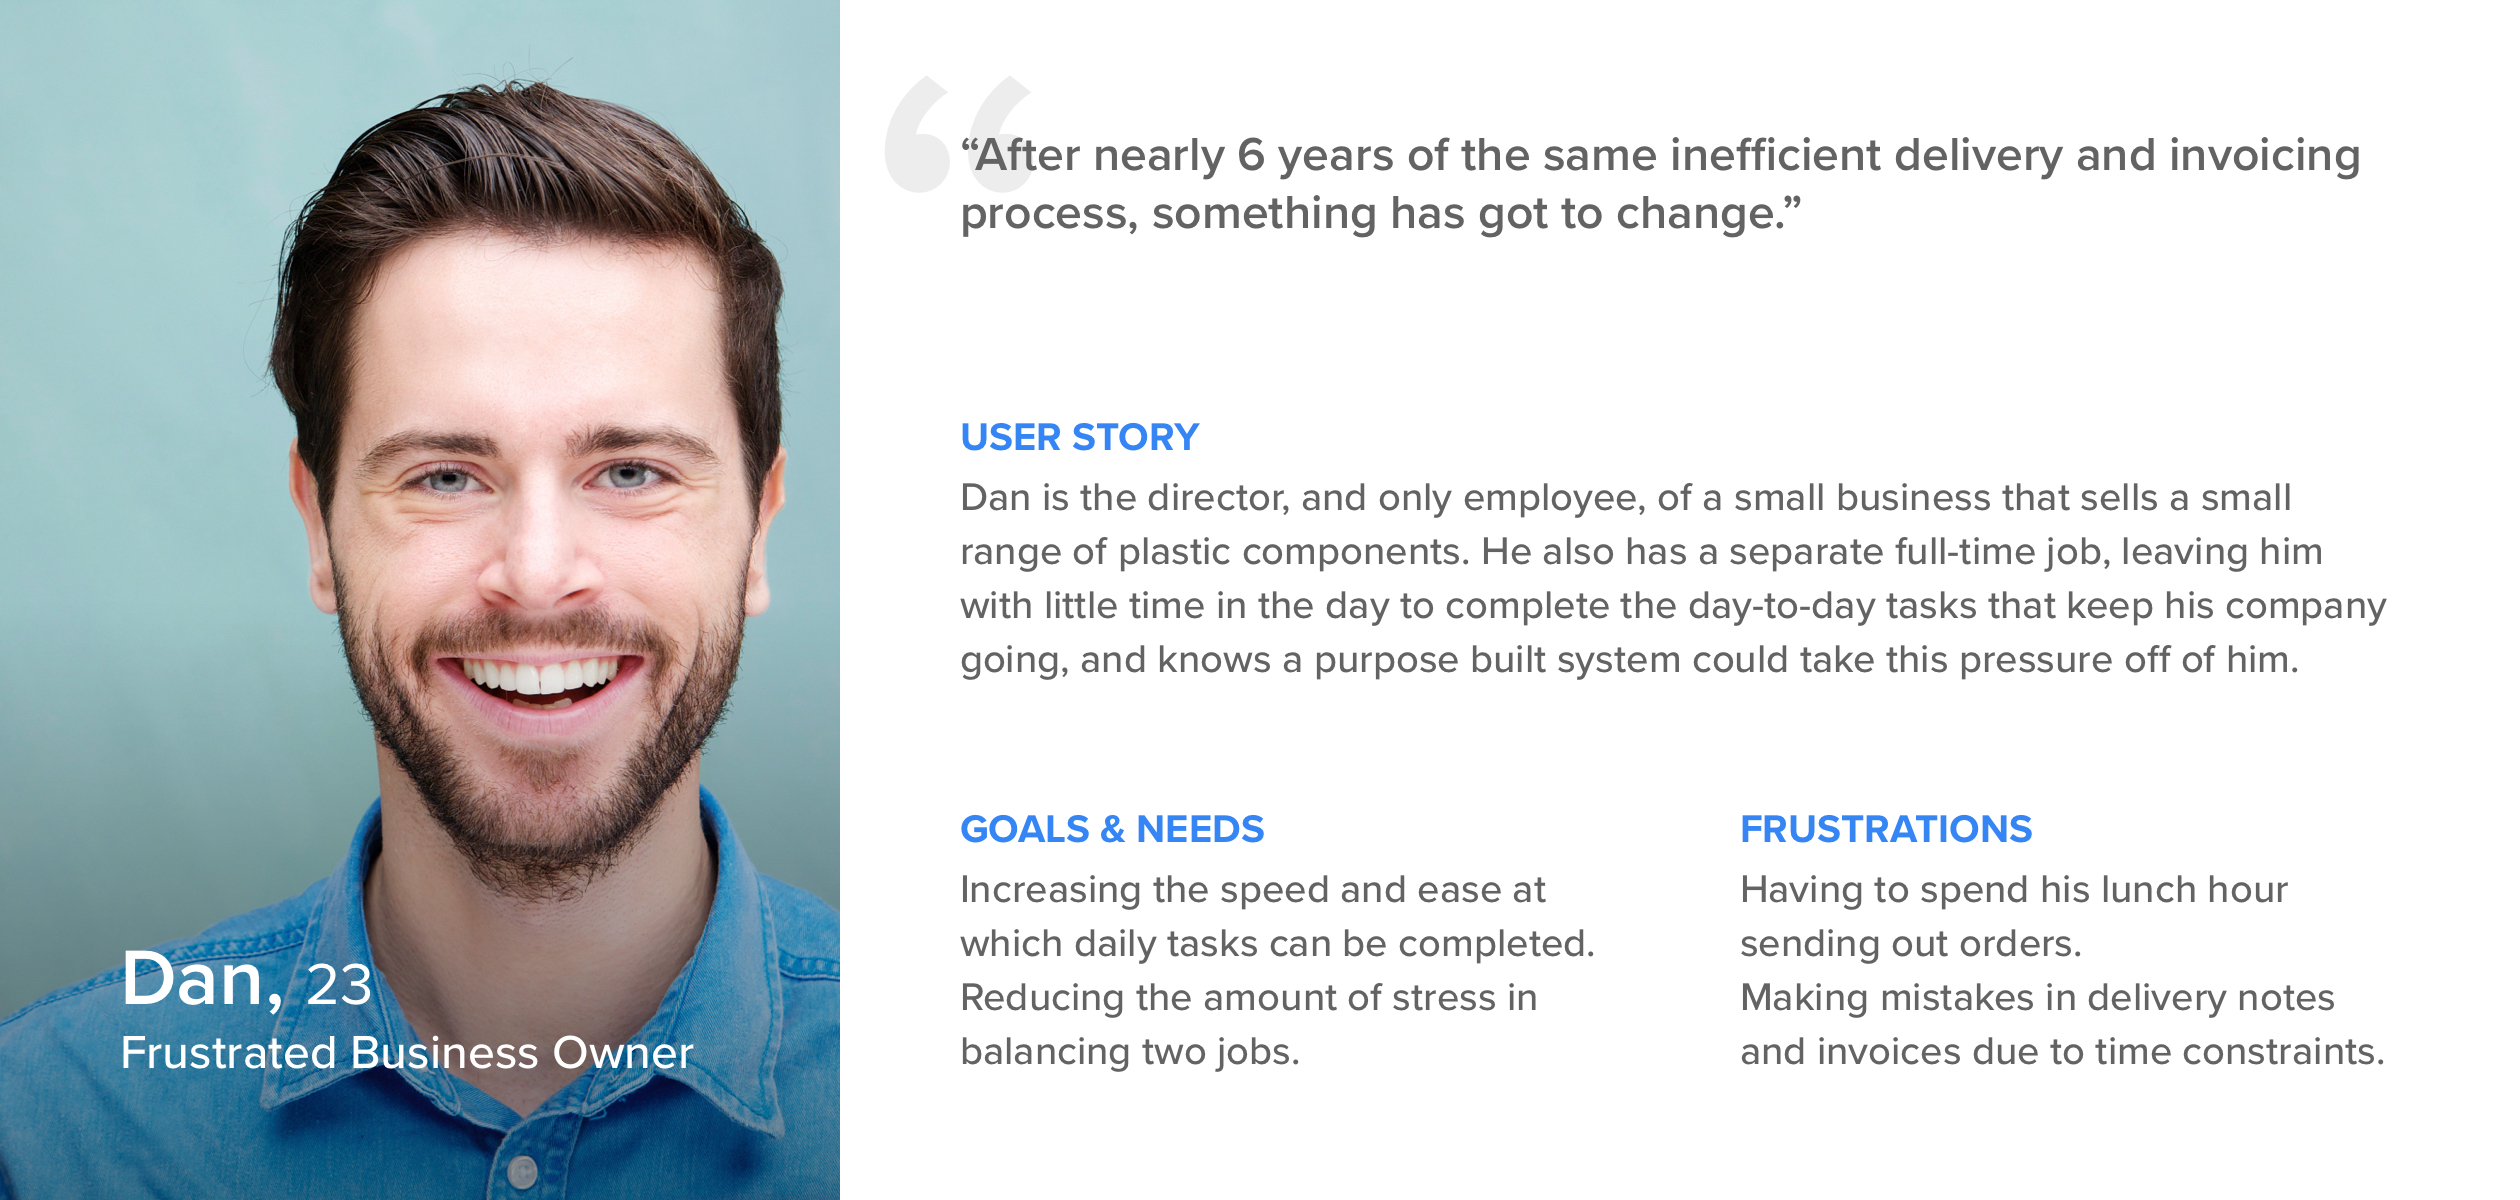 “After nearly 6 years of the same inefficient delivery and invoicing
process, something has got to change.”
USER STORY
Dan is the director, and only employee, of a small business that sells a small
range of plastic components. He also has a separate full-time job, leaving him
with little time in the day to complete the day-to-day tasks that keep his company
going, and knows a purpose built system could take this pressure off of him.
GOALS & NEEDS
Increasing the speed and ease at
which daily tasks can be completed.
Reducing the amount of stress in
balancing two jobs.
FRUSTRATIONS
Having to spend his lunch hour
sending out orders.
Making mistakes in delivery notes
and invoices due to time constraints.
Dan, 23
Frustrated Business Owner